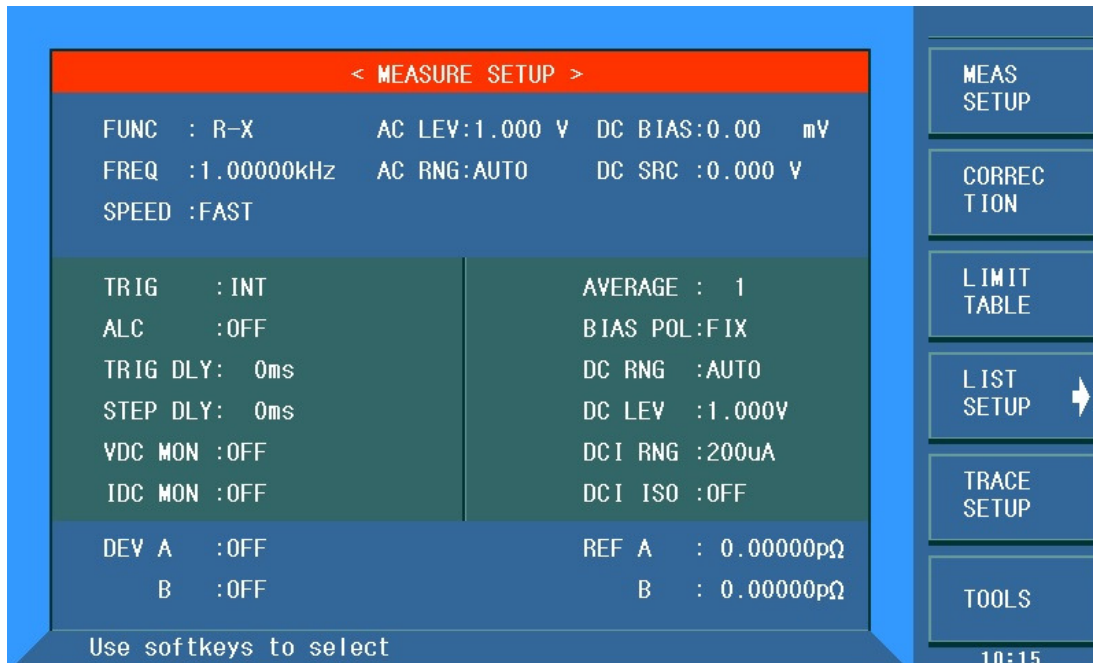 < MEASURE SETUP >
FUNC : R-X AC LEV:1.000 V DC BIAS:0.00 mV
FREQ :1.00000kHz AC RNG:AUTO DC SRC :0.000 V
SPEED :FAST
TRIG :INT AVERAGE : 1
ALC :OFF BIAS POL:FIX
TRIG DLY: 0ms DC RNG :AUTO
STEP DLY: 0ms DC LEV :1.000V
VDC MON :OFF DCI RNG :200uA
IDC MON :OFF DCI ISO :OFF
DEV A :OFF REF A : 0.00000pΩ
B :OFF B : 0.00000pΩ
Use softkeys to select
MEAS
SETUP
CORREC
TION
LIMIT
TABLE
LIST
SETUP
TRACE
SETUP
TOOLS
10:15